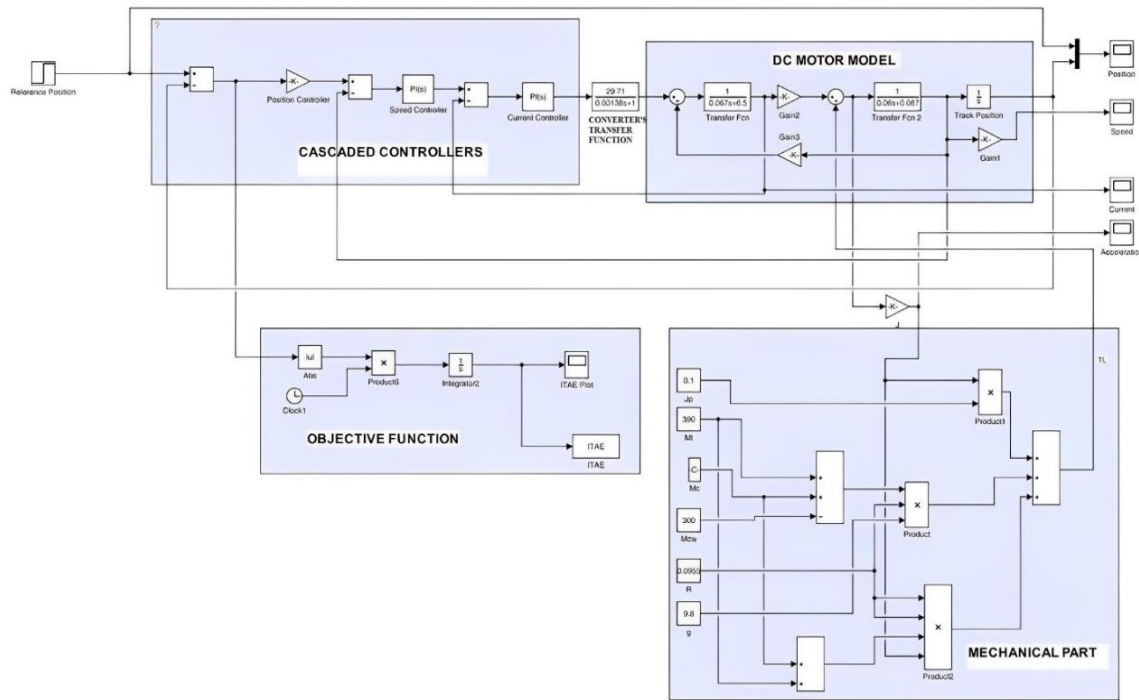 ?
Reference Position
Position Controller
-K-
PI(s)
Speed Controller
PI(s)
Current Controller
CASCADED CONTROLLERS
29.71
0.00138s+1
CONVERTER'S
TRANSFER
FUNCTION
DC MOTOR MODEL
1
0.067s+6.5
Transfer Fcn
-K-
Gain2
Gain3
-K-
1
0.06s+0.067
Transfer Fcn 2
1
s
Track Position
-K-
Gain1
Position
Speed
Current
Acceleratio
-K-
J
|u|
Abs
Clock1
×
Product6
1
s
Integrator2
ITAE Plot
ITAE
ITAE
OBJECTIVE FUNCTION
TL
0.1
Jp
390
Ml
-C-
Mc
300
Mcw
0.0955
R
9.8
g
×
Product1
×
Product
×
Product2
MECHANICAL PART